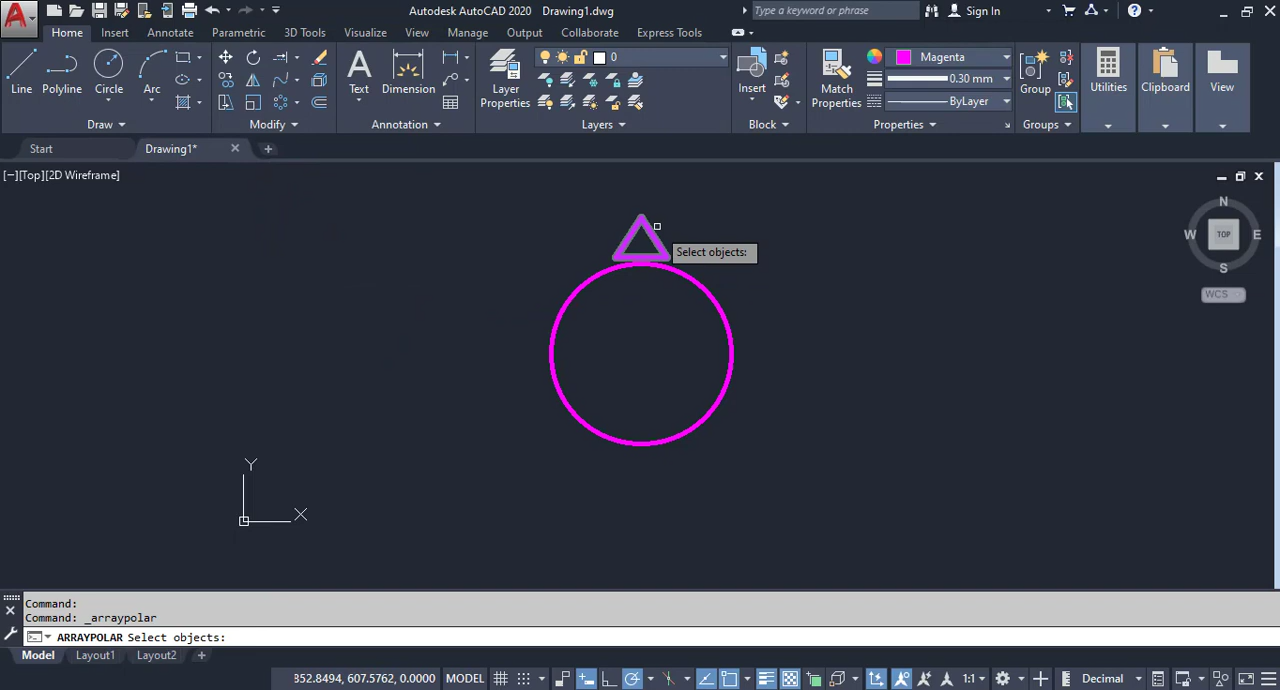 Autodesk AutoCAD 2020 Drawing1.dwg
Type a keyword or phrase
Sign In
Home Insert Annotate Parametric 3D Tools Visualize View Manage Output Collaborate Express Tools
Line Polyline Circle Arc
Draw
Modify
Text Dimension
Annotation
Layer
Properties
0
Layers
Insert
Block
Match
Properties
Magenta
0.30 mm
ByLayer
Properties
Group
Groups
Utilities
Clipboard
View
Start
Drawing1*
[−][Top][2D Wireframe]
N
W TOP E
S
WCS
Select objects:
Y
X
Command:
Command: _arraypolar
ARRAYPOLAR Select objects:
Model Layout1 Layout2 +
352.8494, 607.5762, 0.0000 MODEL 1:1 Decimal